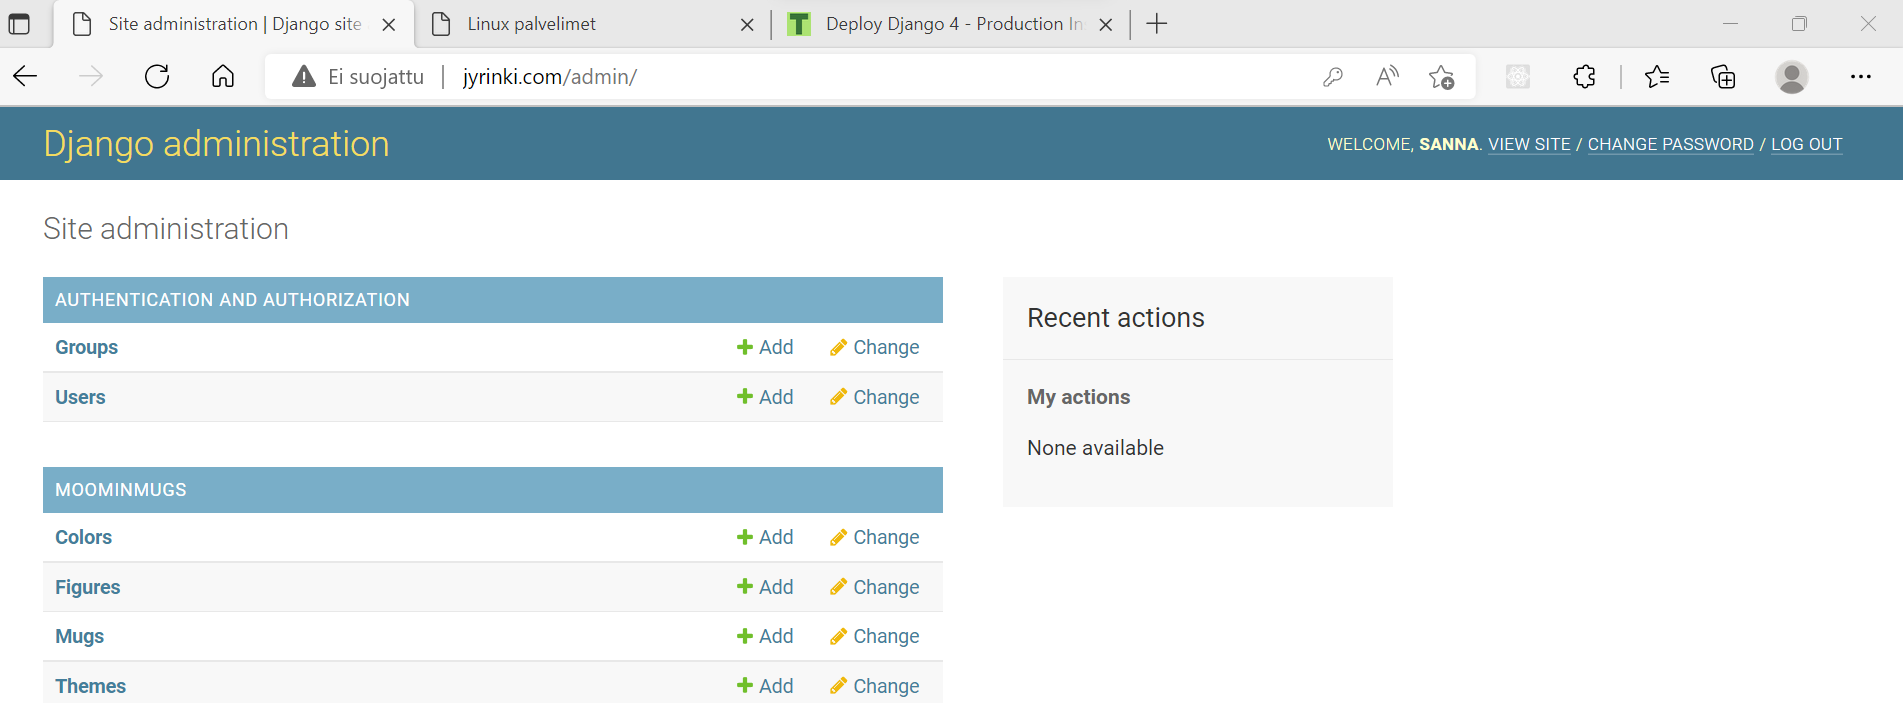 Site administration | Django site
Linux palvelimet
T
Deploy Django 4 - Production In
Ei suojattu | jyrinki.com/admin/
Django administration
WELCOME, SANNA. VIEW SITE / CHANGE PASSWORD / LOG OUT
Site administration
AUTHENTICATION AND AUTHORIZATION
Groups Add Change
Users Add Change
MOOMINMUGS
Colors Add Change
Figures Add Change
Mugs Add Change
Themes Add Change
Recent actions
My actions
None available